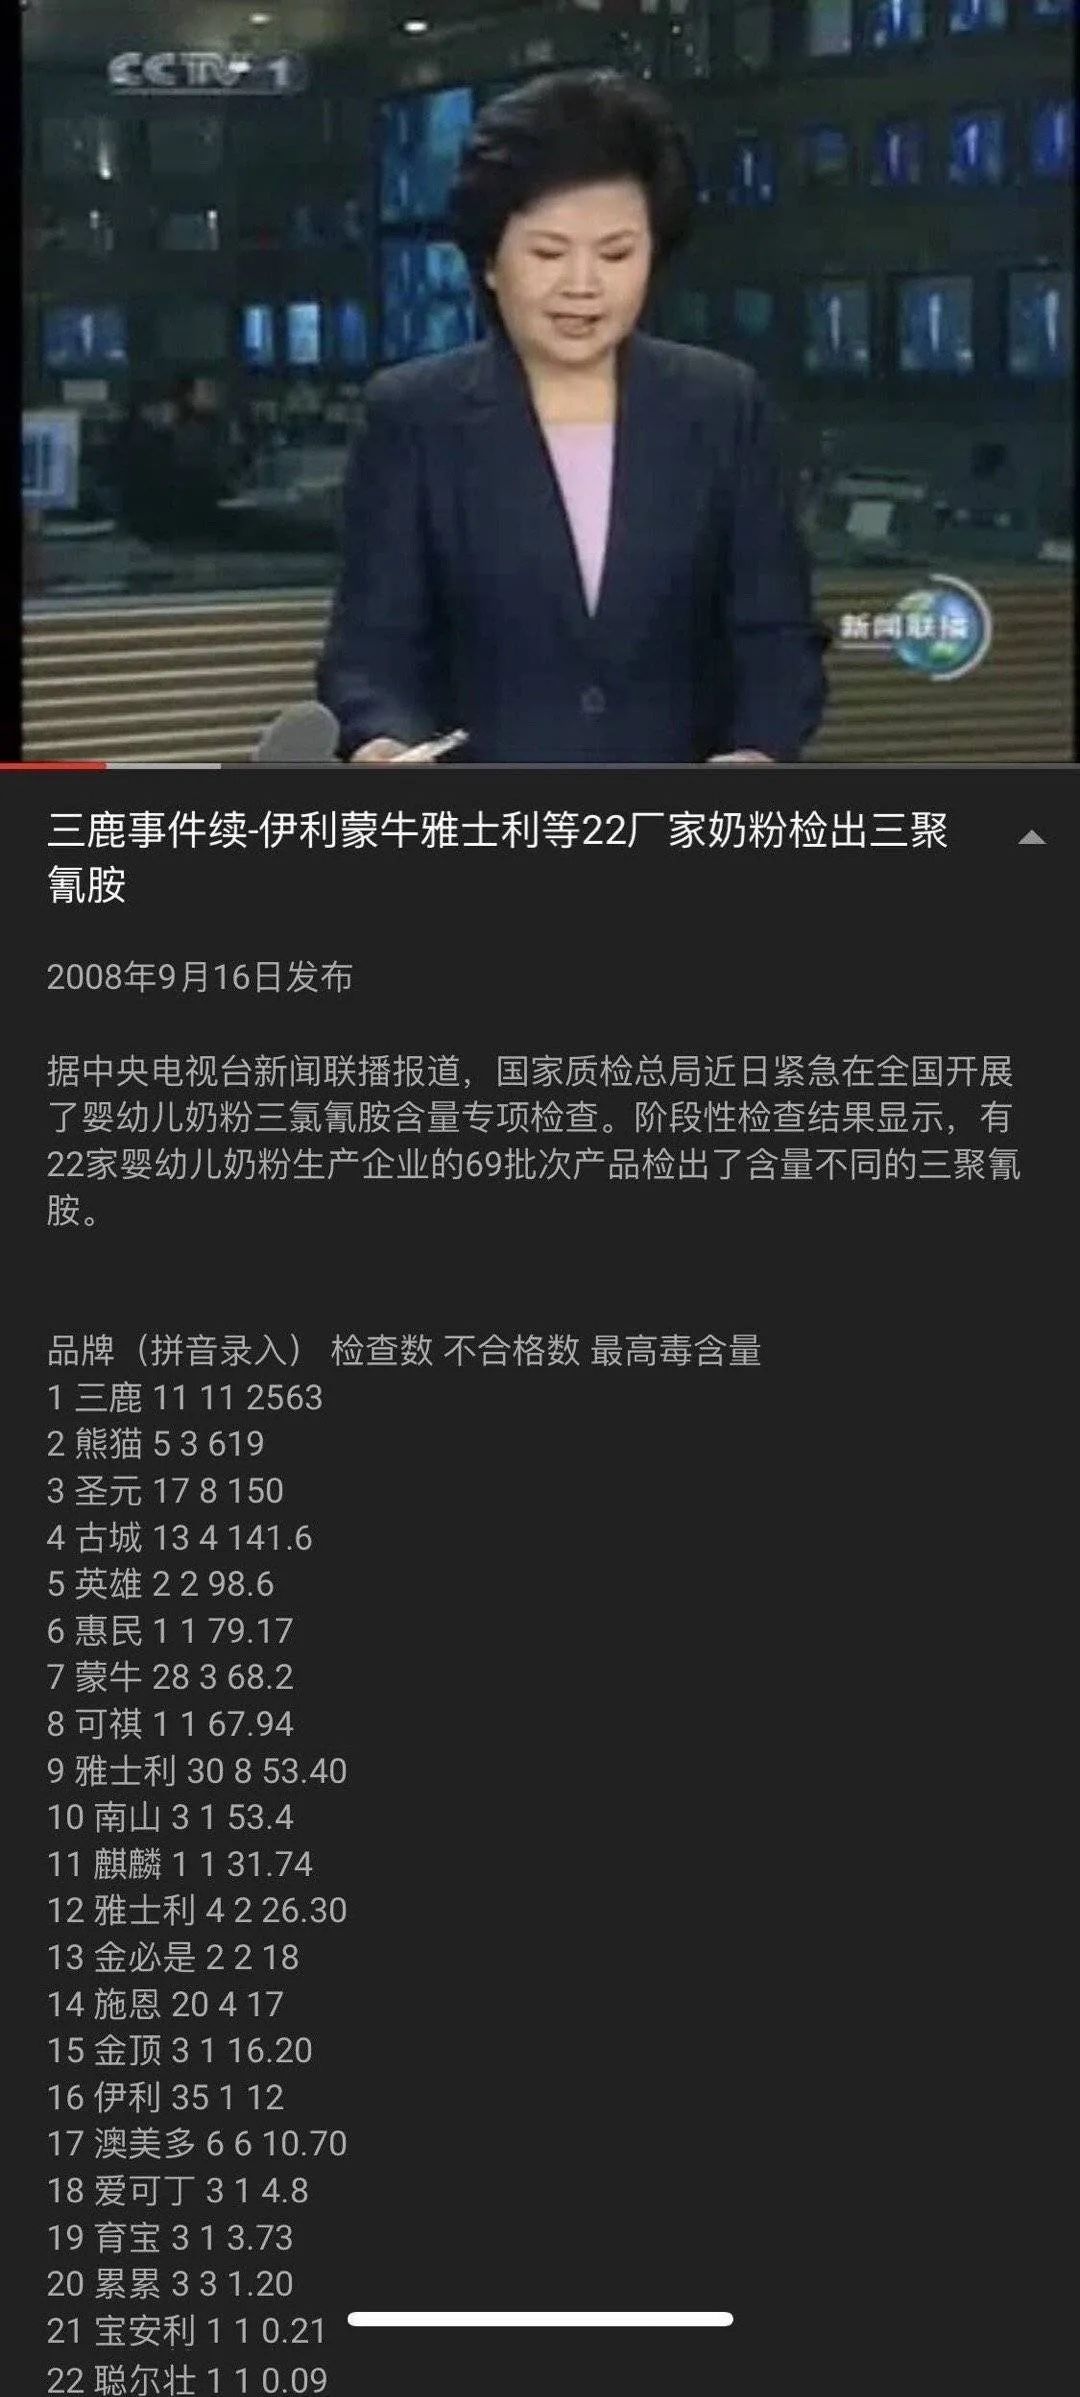 CCTV-1
新闻联播
三鹿事件续-伊利蒙牛雅士利等22厂家奶粉检出三聚
氰胺
2008年9月16日发布
据中央电视台新闻联播报道，国家质检总局近日紧急在全国开展
了婴幼儿奶粉三氯氰胺含量专项检查。阶段性检查结果显示，有
22家婴幼儿奶粉生产企业的69批次产品检出了含量不同的三聚氰
胺。
品牌（拼音录入） 检查数 不合格数 最高毒含量
1 三鹿 11 11 2563
2 熊猫 5 3 619
3 圣元 17 8 150
4 古城 13 4 141.6
5 英雄 2 2 98.6
6 惠民 1 1 79.17
7 蒙牛 28 3 68.2
8 可祺 1 1 67.94
9 雅士利 30 8 53.40
10 南山 3 1 53.4
11 麒麟 1 1 31.74
12 雅士利 4 2 26.30
13 金必是 2 2 18
14 施恩 20 4 17
15 金顶 3 1 16.20
16 伊利 35 1 12
17 澳美多 6 6 10.70
18 爱可丁 3 1 4.8
19 育宝 3 1 3.73
20 累累 3 3 1.20
21 宝安利 1 1 0.21
22 聪尔壮 1 1 0.09